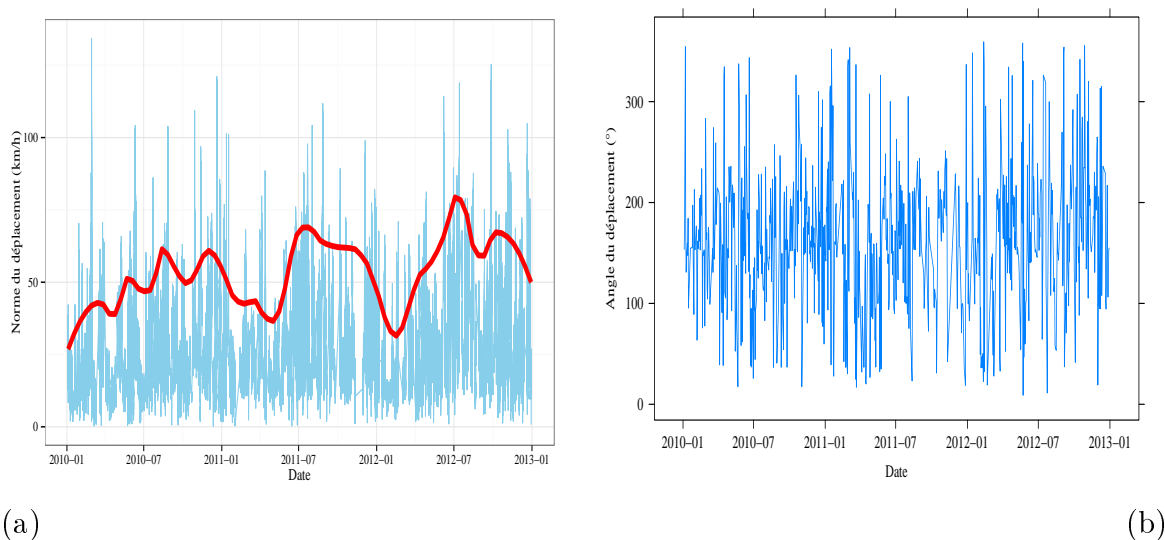 Norme du déplacement (km/h)
100
50
0
2010–01 2010–07 2011–01 2011–07 2012–01 2012–07 2013–01
Date
(a)
Angle du déplacement (°)
300
200
100
0
2010–01 2010–07 2011–01 2011–07 2012–01 2012–07 2013–01
Date
(b)